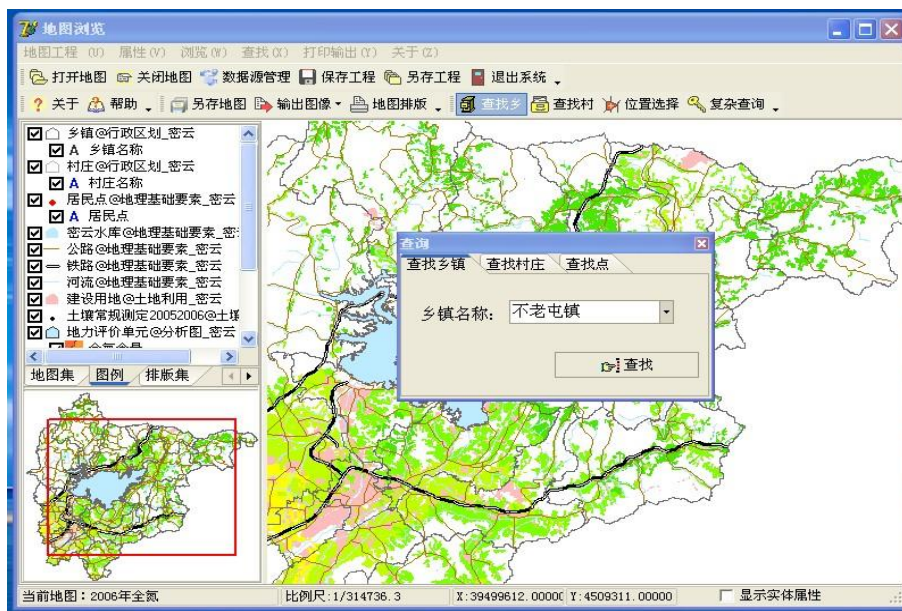 地图浏览
地图工程 (U) 属性(V) 浏览(W) 查找(X) 打印输出(Y) 关于(Z)
打开地图 关闭地图 数据源管理 保存工程 另存工程 退出系统
? 关于 帮助 另存地图 输出图像 地图排版 查找乡 查找村 位置选择 复杂查询
乡镇@行政区划_密云
A 乡镇名称
村庄@行政区划_密云
A 村庄名称
居民点@地理基础要素_密云
A 居民点
密云水库@地理基础要素_密云
公路@地理基础要素_密云
铁路@地理基础要素_密云
河流@地理基础要素_密云
建设用地@土地利用_密云
土壤常规测定20052006@土壤
地力评价单元@分析图_密云
地图集 图例 排版集
查询
查找乡镇 查找村庄 查找点
乡镇名称: 不老屯镇
查找
当前地图:2006年全氮 比例尺:1/314736.3 X:39499612.0000 Y:4509311.00000 显示实体属性